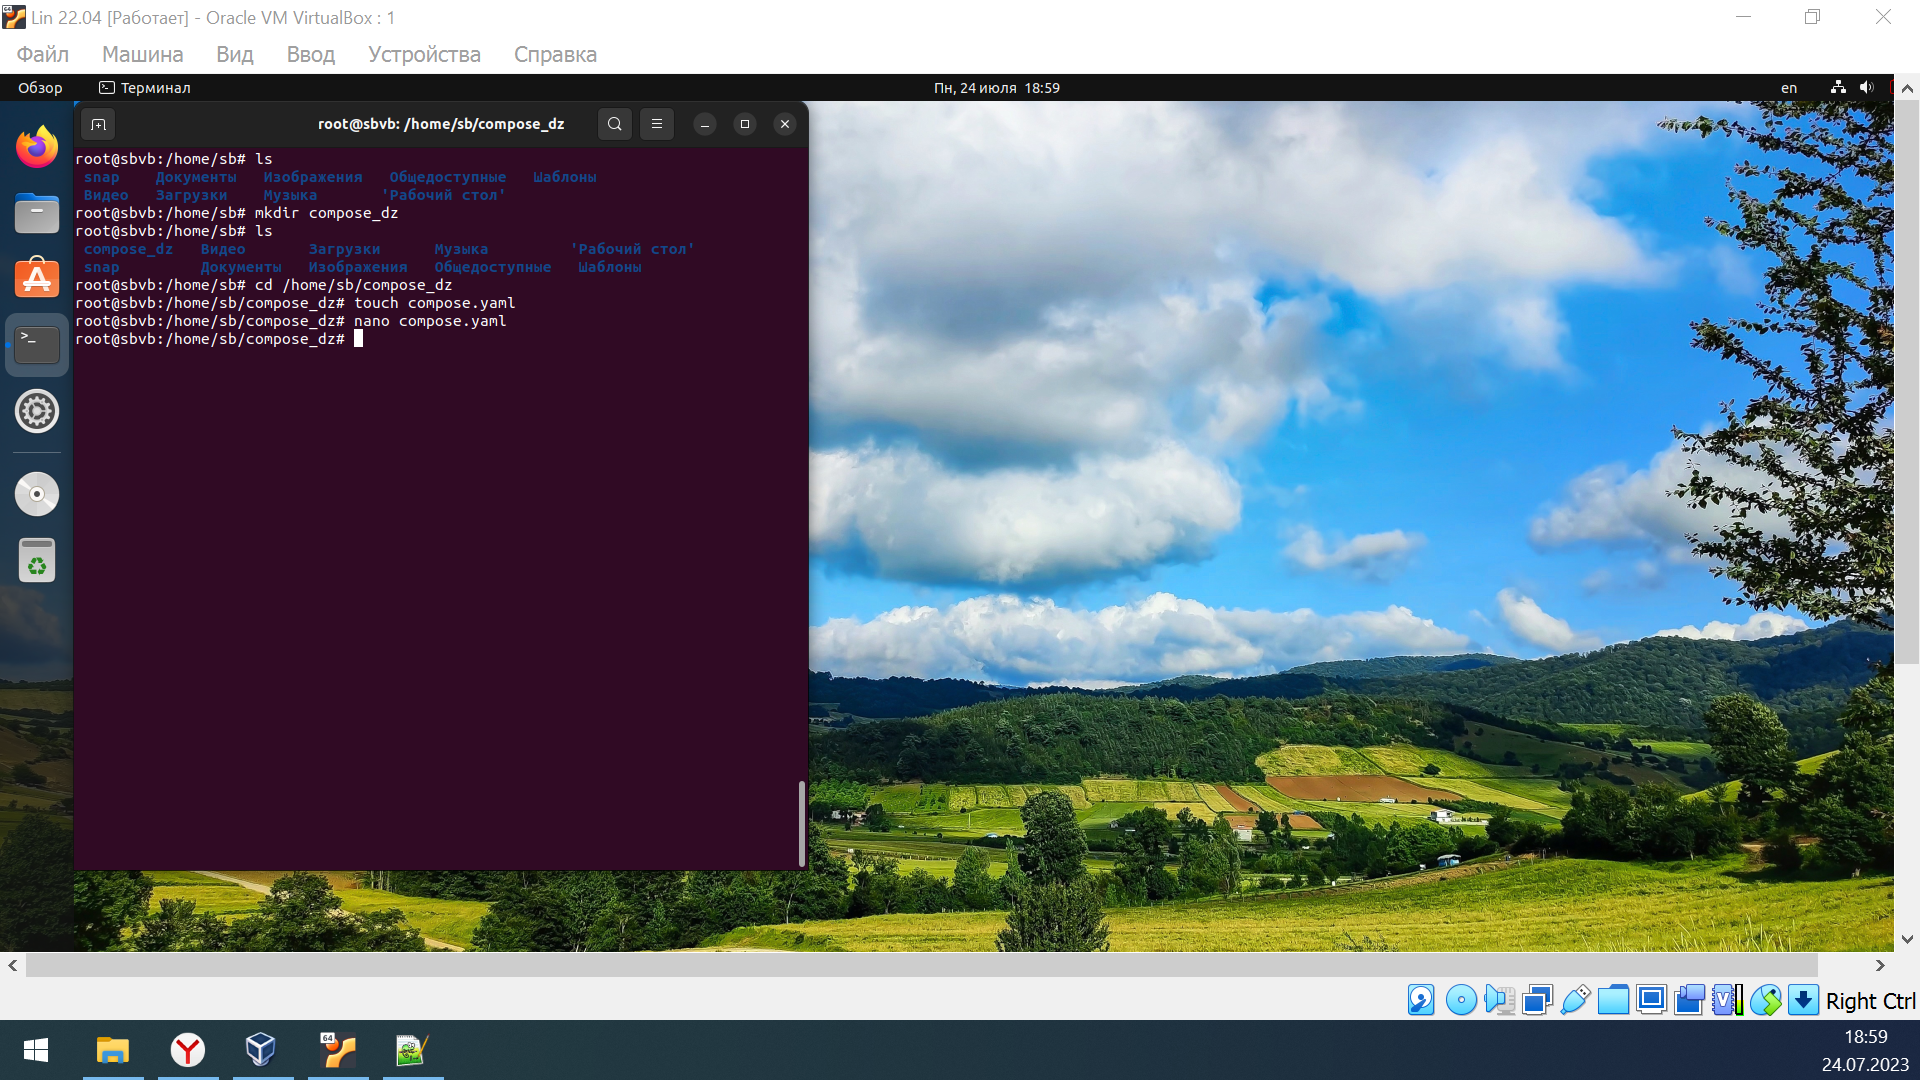 Lin 22.04 [Работает] - Oracle VM VirtualBox : 1
Файл Машина Вид Ввод Устройства Справка
Обзор Терминал Пн, 24 июля 18:59 en
root@sbvb: /home/sb/compose_dz
root@sbvb:/home/sb# ls
snap Документы Изображения Общедоступные Шаблоны
Видео Загрузки Музыка 'Рабочий стол'
root@sbvb:/home/sb# mkdir compose_dz
root@sbvb:/home/sb# ls
compose_dz Видео Загрузки Музыка 'Рабочий стол'
snap Документы Изображения Общедоступные Шаблоны
root@sbvb:/home/sb# cd /home/sb/compose_dz
root@sbvb:/home/sb/compose_dz# touch compose.yaml
root@sbvb:/home/sb/compose_dz# nano compose.yaml
root@sbvb:/home/sb/compose_dz#
Right Ctrl
64
18:59
24.07.2023